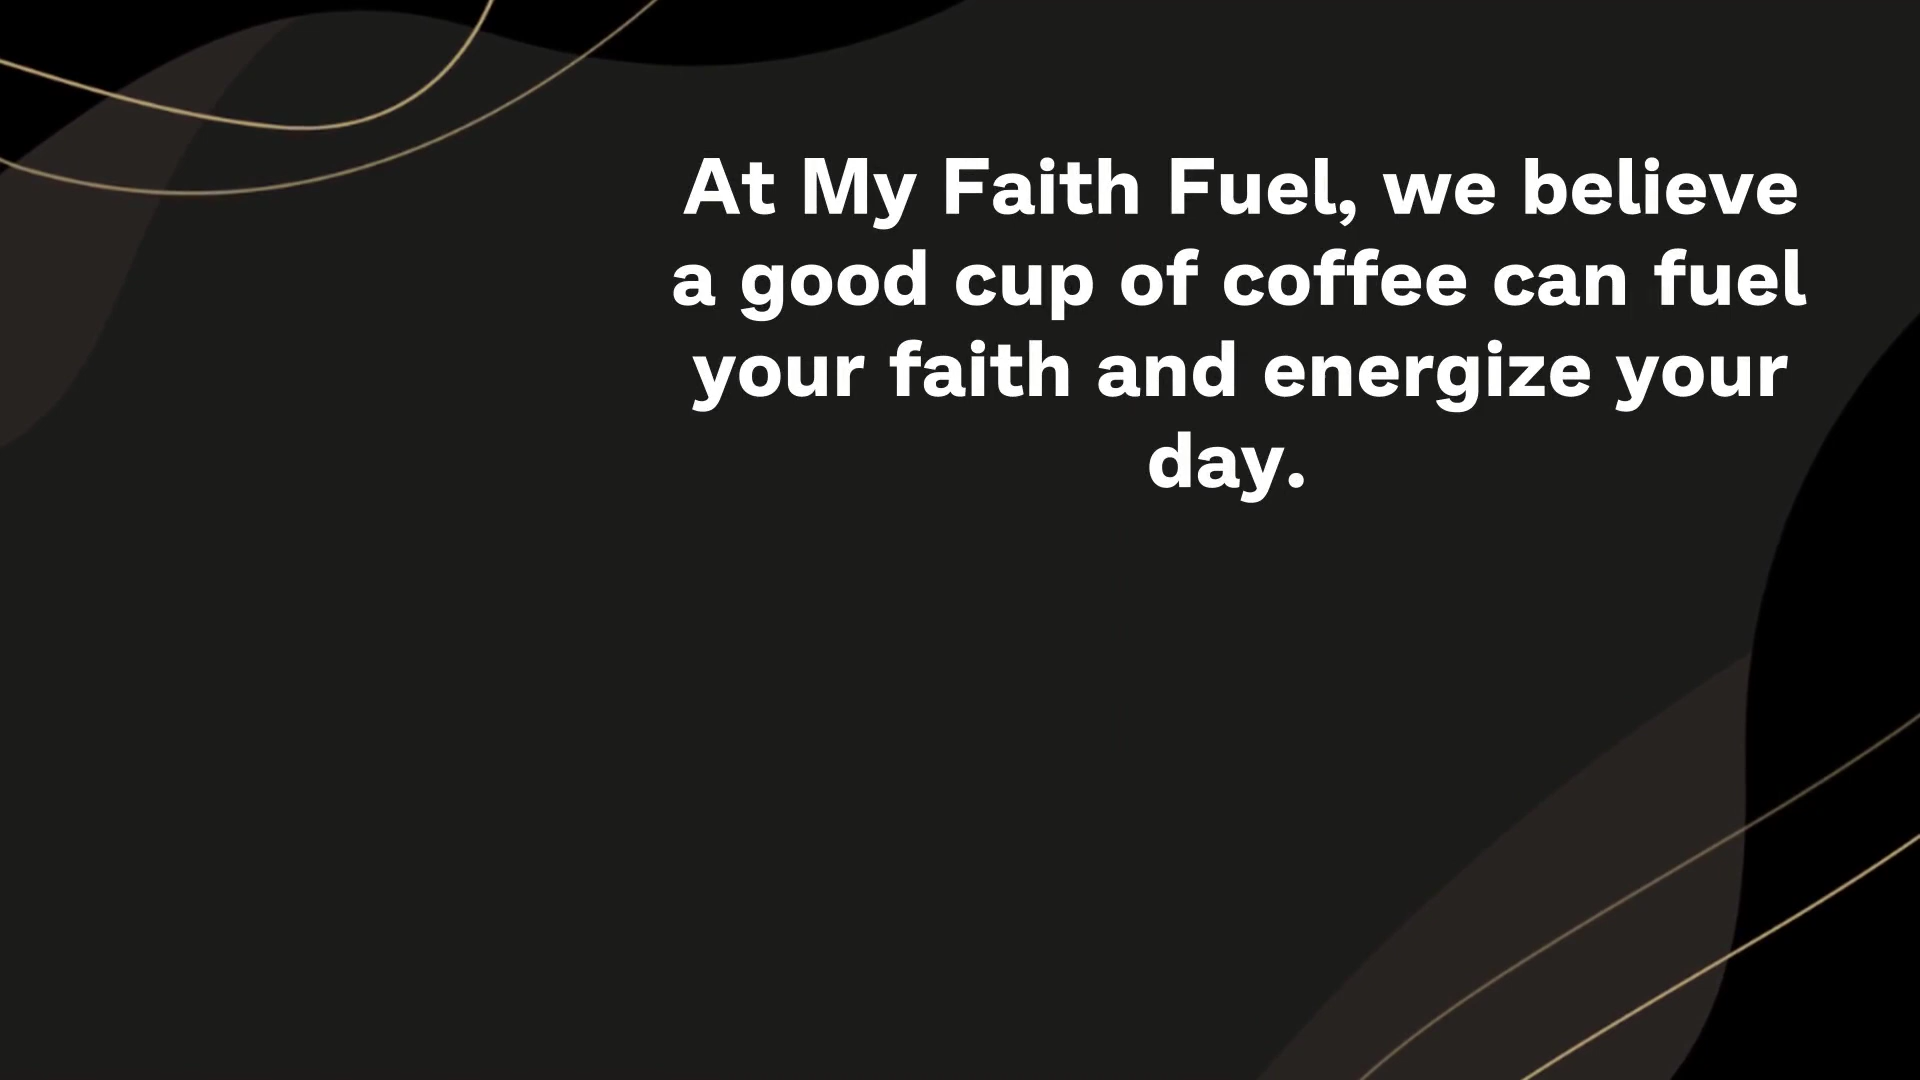 At My Faith Fuel, we believe
a good cup of coffee can fuel
your faith and energize your
day.